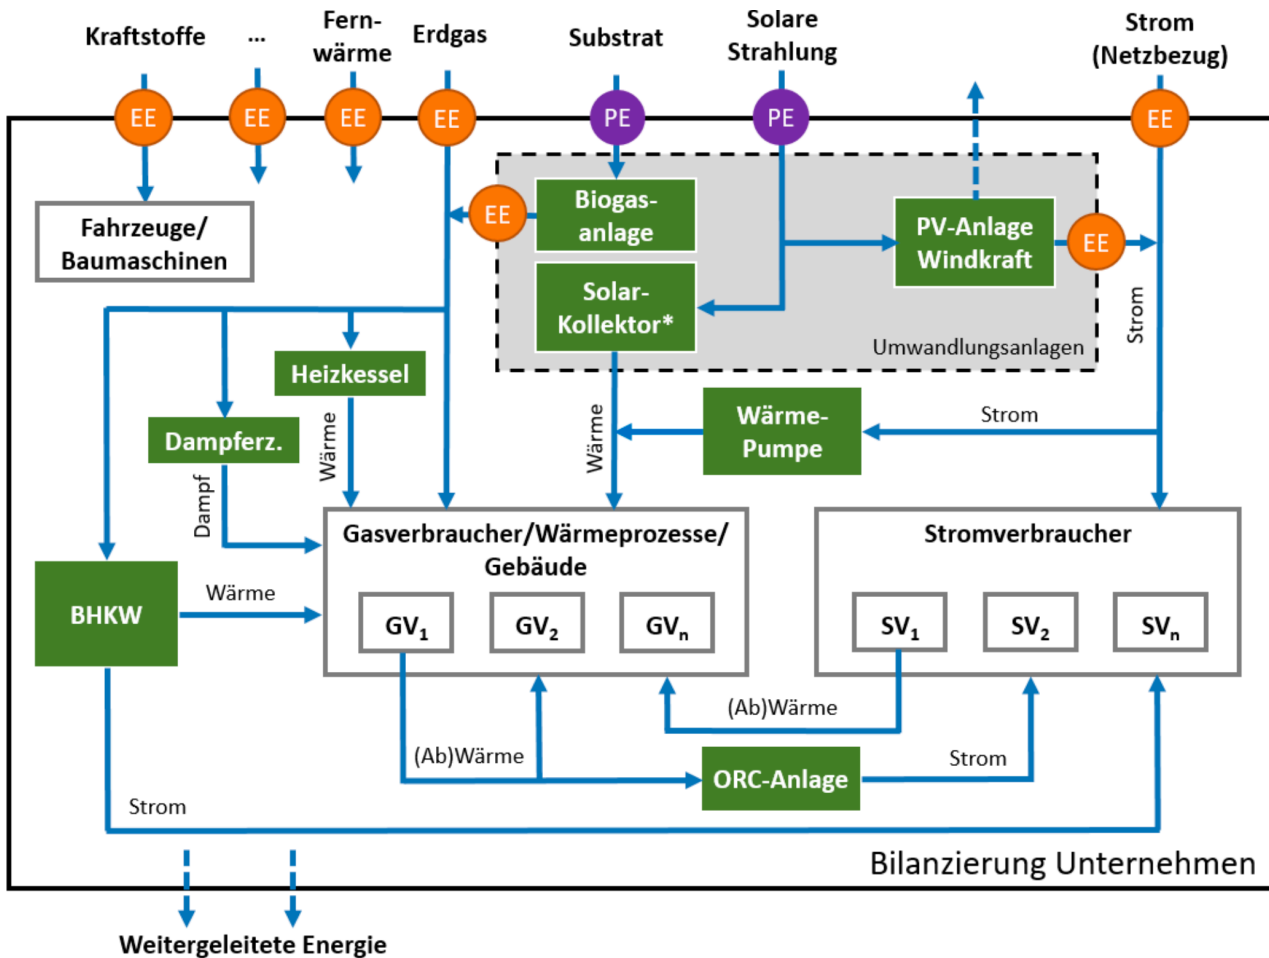 Kraftstoffe
...
Fern-
wärme
Erdgas
Substrat
Solare
Strahlung
Strom
(Netzbezug)
EE
EE
EE
EE
PE
PE
EE
Fahrzeuge/
Baumaschinen
EE
Biogas-
anlage
PV-Anlage
Windkraft
EE
Solar-
Kollektor*
Strom
Umwandlungsanlagen
Heizkessel
Dampferz.
Wärme
Wärme
Wärme-
Pumpe
Strom
Dampf
Gasverbraucher/Wärmeprozesse/
Gebäude
Stromverbraucher
BHKW
Wärme
GV1
GV2
GVn
SV1
SV2
SVn
(Ab)Wärme
(Ab)Wärme
ORC-Anlage
Strom
Strom
Bilanzierung Unternehmen
Weitergeleitete Energie